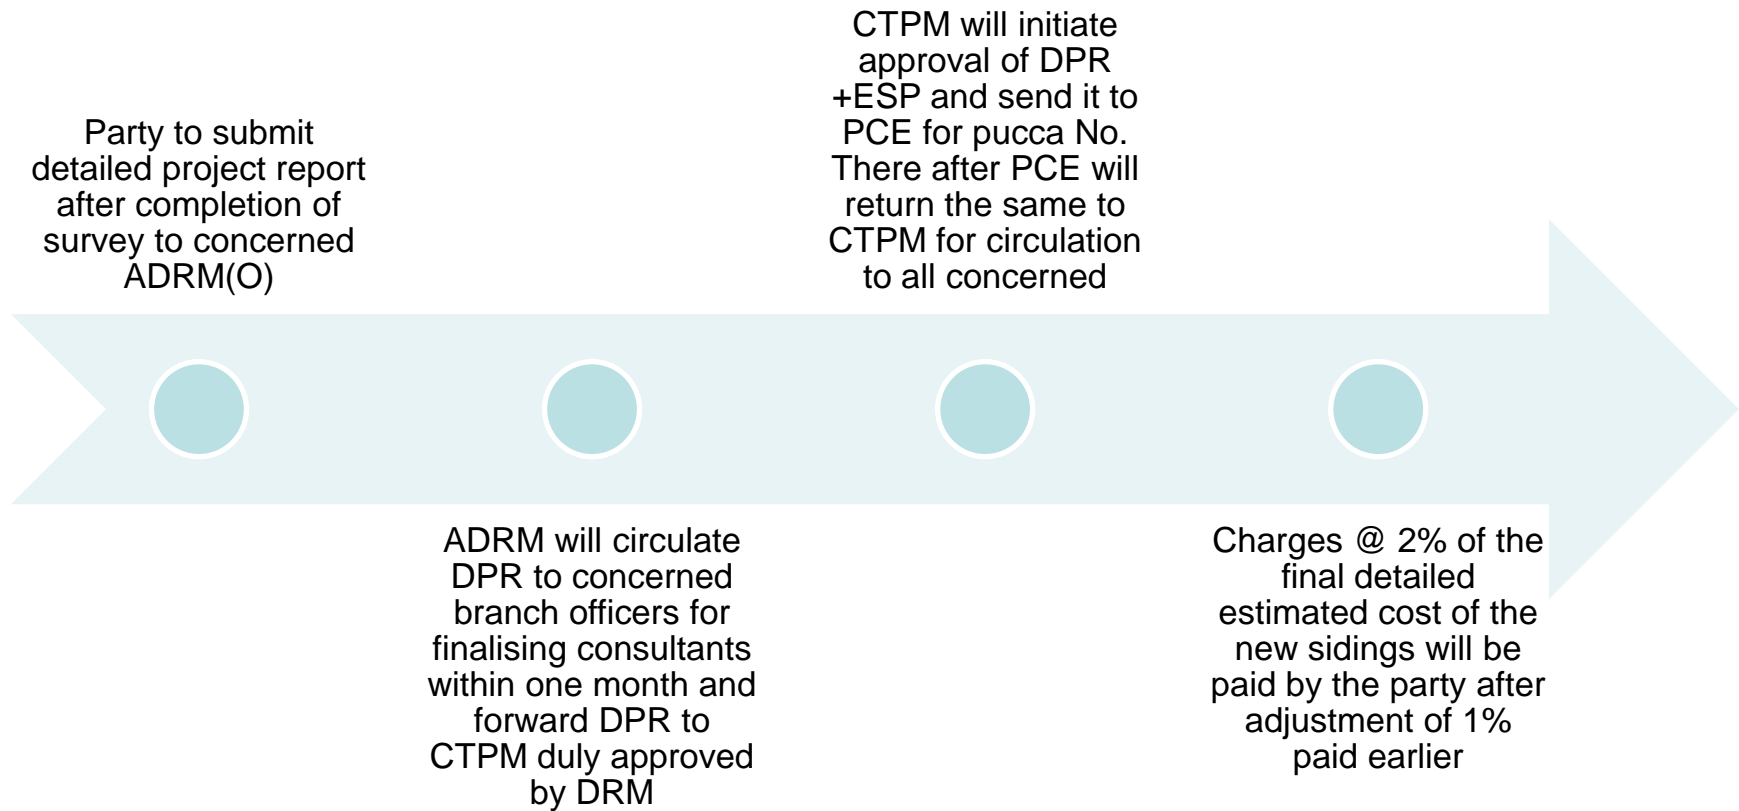 Party to submit
detailed project report
after completion of
survey to concerned
ADRM(O)
ADRM will circulate
DPR to concerned
branch officers for
finalising consultants
within one month and
forward DPR to
CTPM duly approved
by DRM
CTPM will initiate
approval of DPR
+ESP and send it to
PCE for pucca No.
There after PCE will
return the same to
CTPM for circulation
to all concerned
Charges @ 2% of the
final detailed
estimated cost of the
new sidings will be
paid by the party after
adjustment of 1%
paid earlier